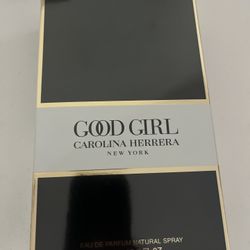 GOOD GIRL
CAROLINA HERRERA
NEW YORK
EAU DE PARFUM NATURAL SPRAY